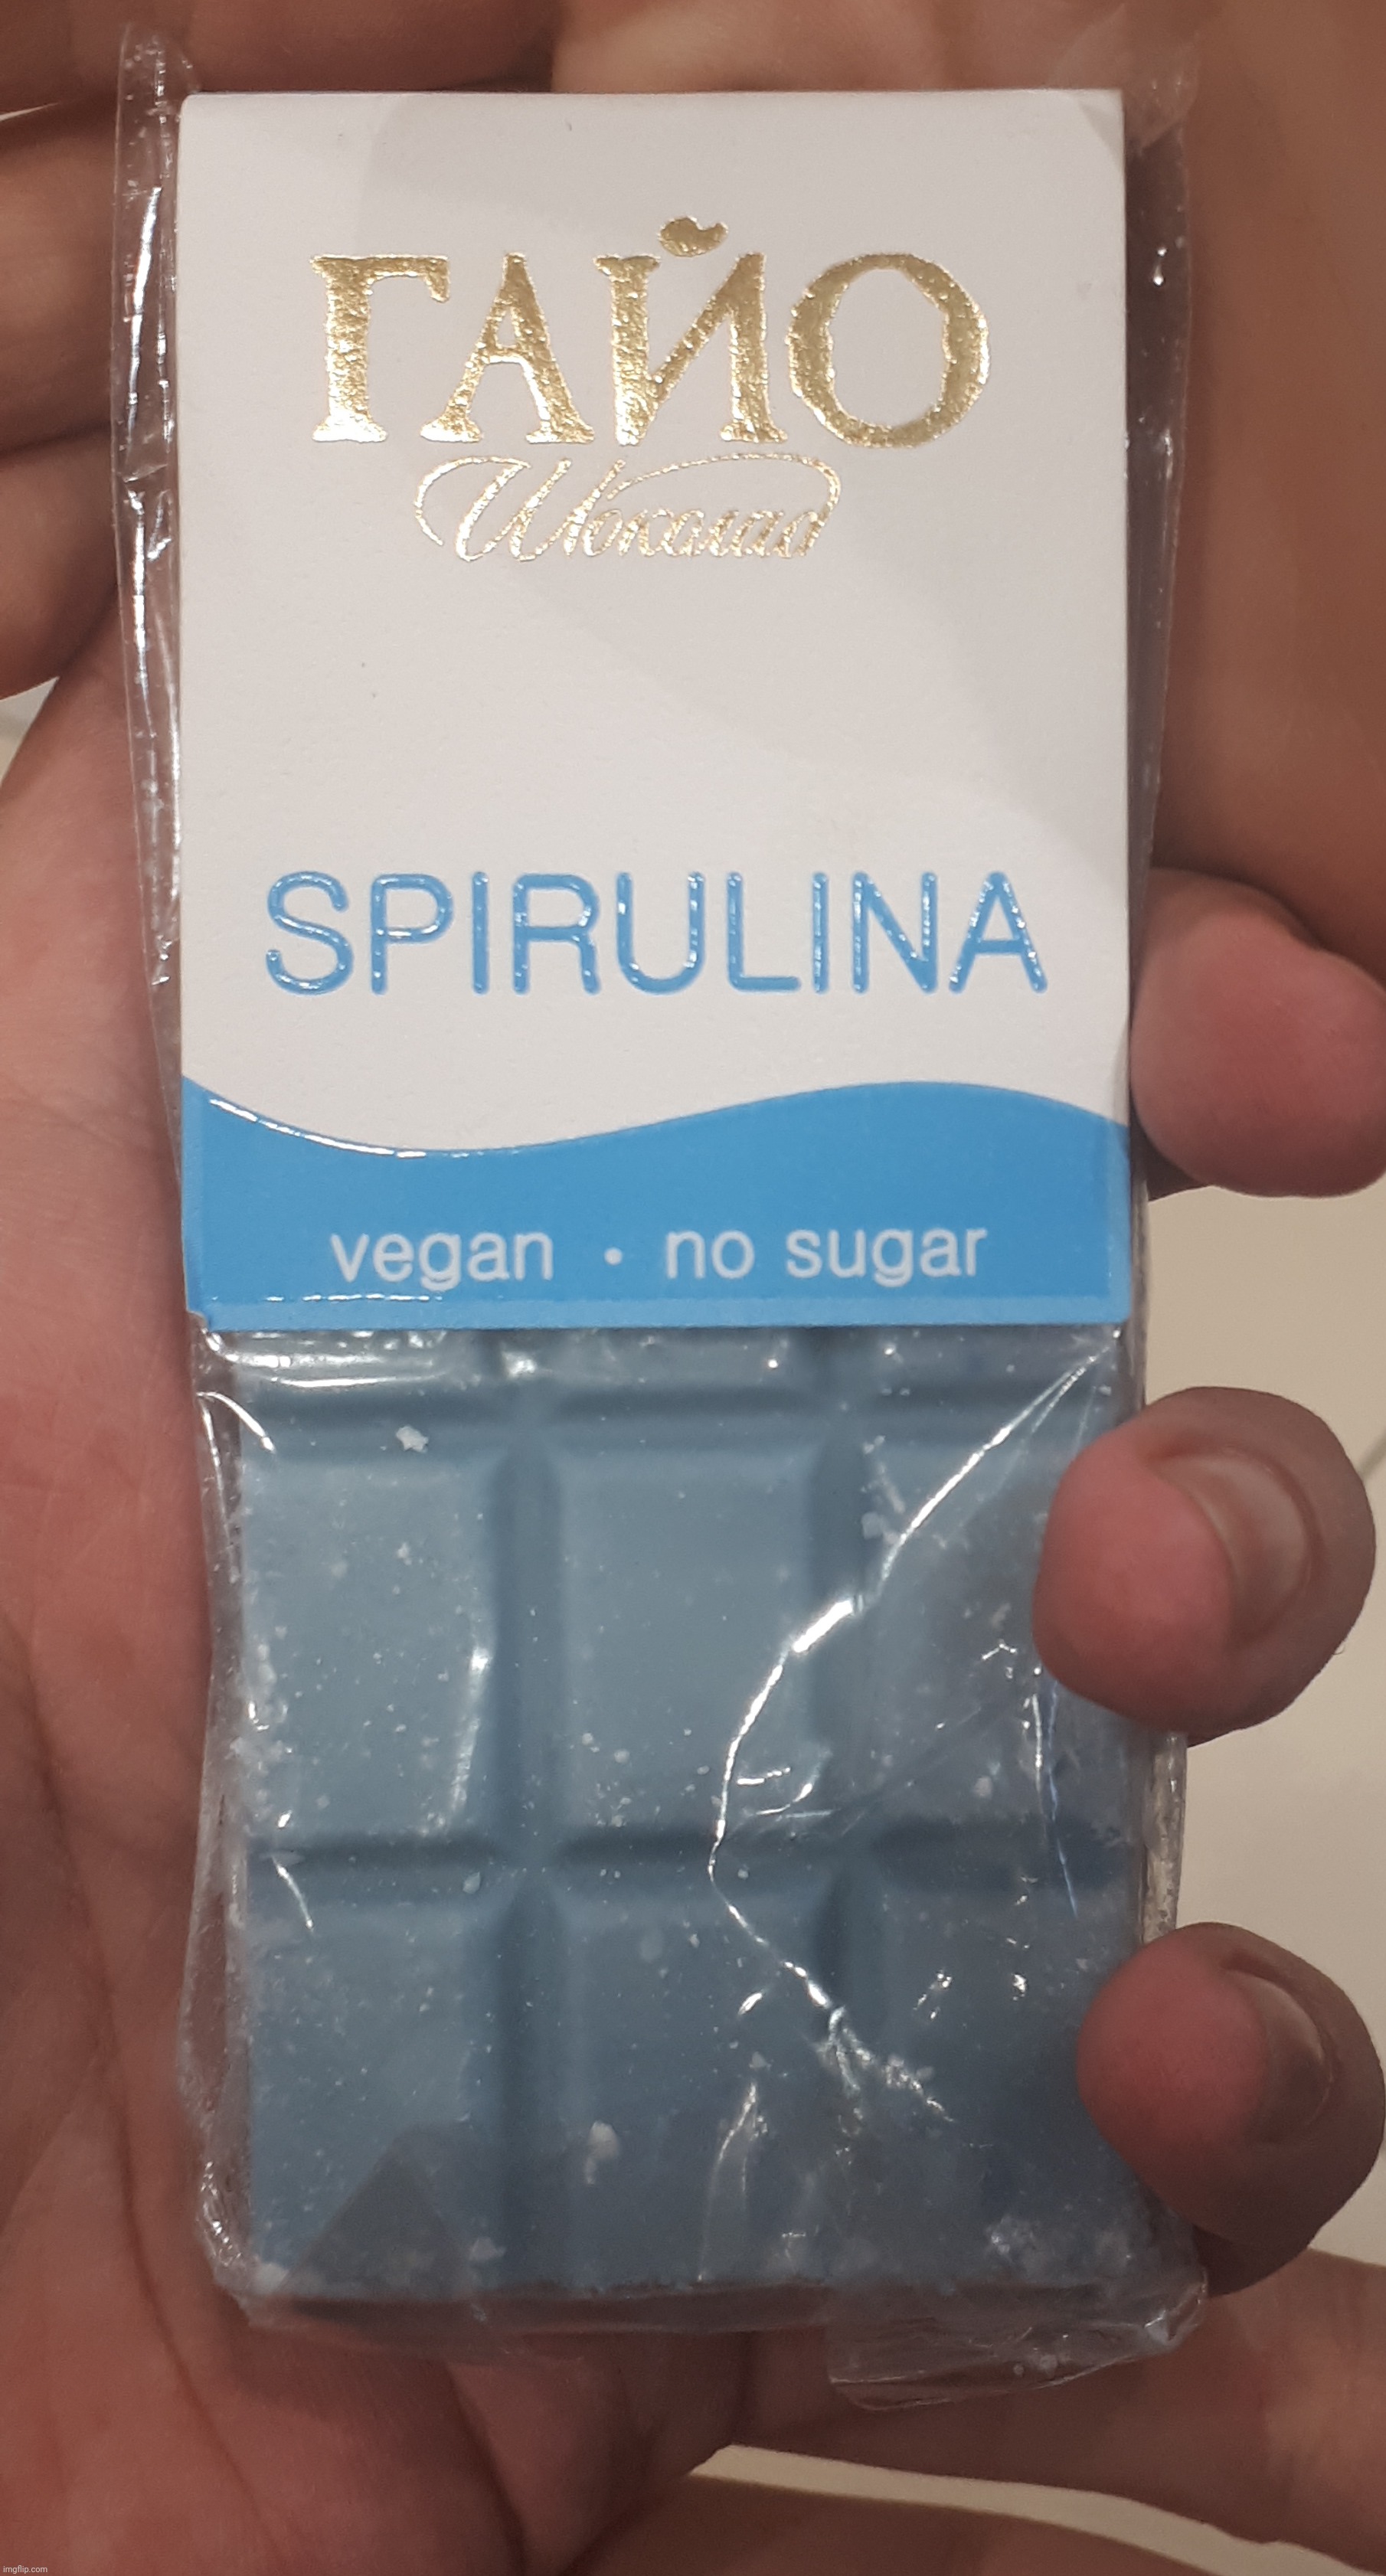 ГАЙО
Шоколад
SPIRULINA
vegan · no sugar
imgflip.com